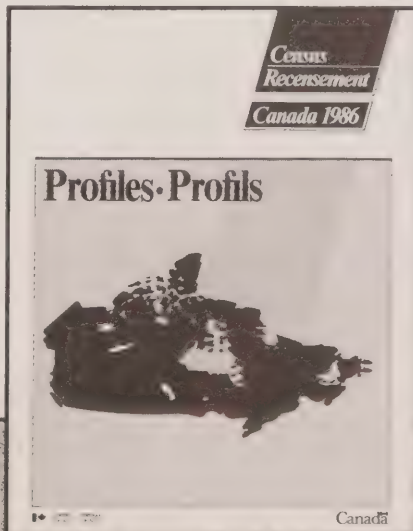 Census
Recensement
Canada 1986
Profiles • Profils
Canada